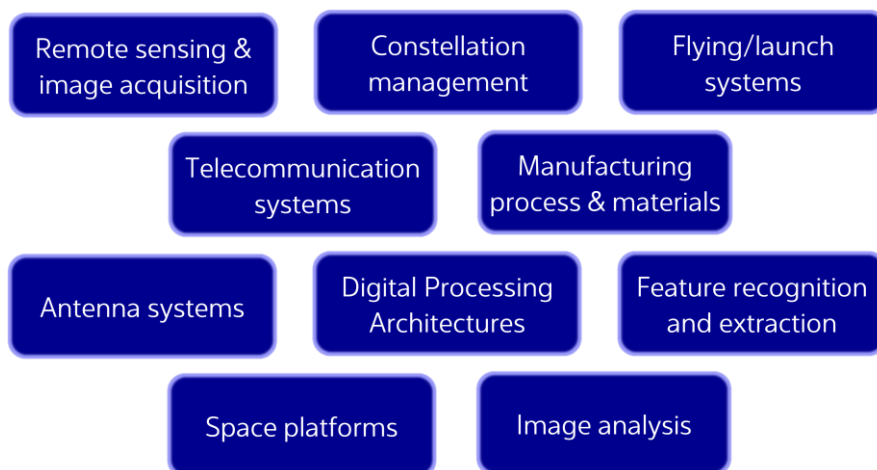 Remote sensing &
image acquisition
Constellation
management
Flying/launch
systems
Telecommunication
systems
Manufacturing
process & materials
Antenna systems
Digital Processing
Architectures
Feature recognition
and extraction
Space platforms
Image analysis